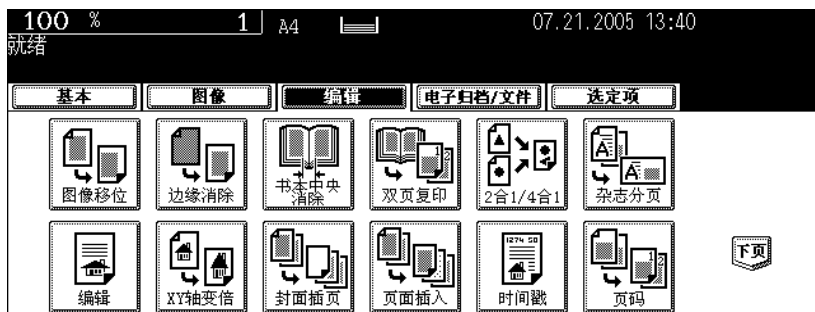 100 % 1 A4 07.21.2005 13:40
就绪
基本 图像 编辑 电子归档/文件 选定项
图像移位 边缘消除 书本中央消除 双页复印 2合1/4合1 杂志分页
下页
编辑 XY轴变倍 封面插页 页面插入 时间戳 页码